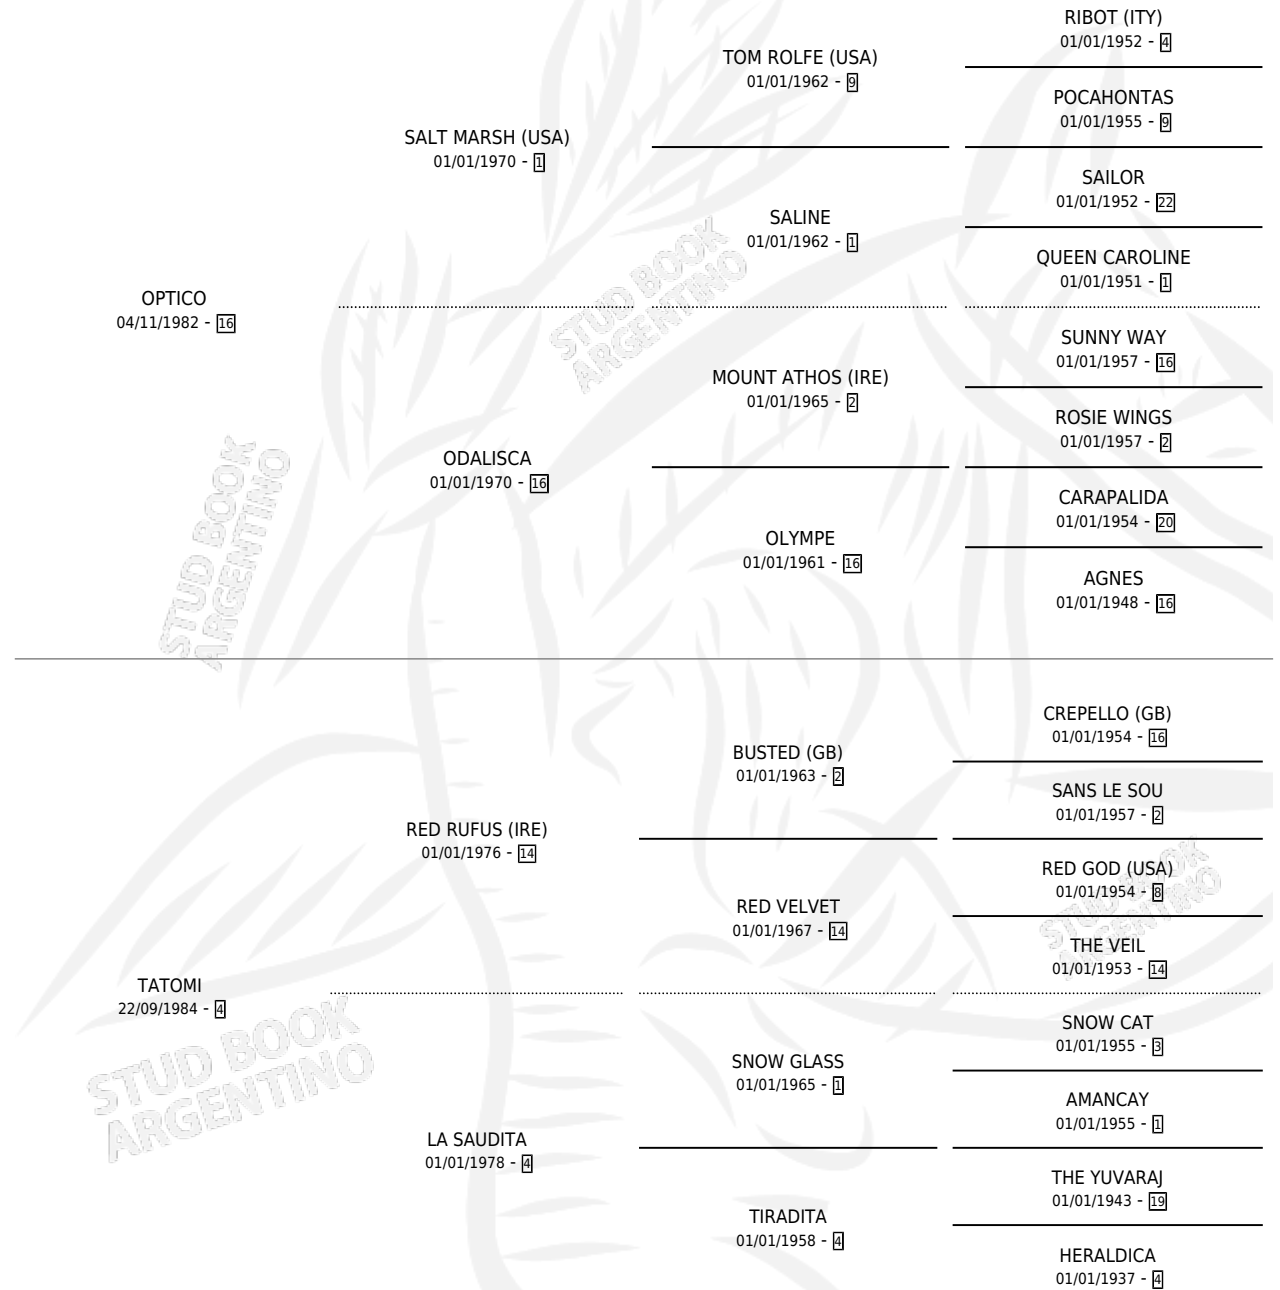 RIBOT (ITY)
01/01/1952 - 4
TOM ROLFE (USA)
01/01/1962 - 9
POCAHONTAS
01/01/1955 - 9
SALT MARSH (USA)
01/01/1970 - 1
SAILOR
01/01/1952 - 22
SALINE
01/01/1962 - 1
QUEEN CAROLINE
01/01/1951 - 1
OPTICO
04/11/1982 - 16
STUD BOOK
ARGENTINO
SUNNY WAY
01/01/1957 - 16
MOUNT ATHOS (IRE)
01/01/1965 - 2
ROSIE WINGS
01/01/1957 - 2
ODALISCA
01/01/1970 - 16
CARAPALIDA
01/01/1954 - 20
OLYMPE
01/01/1961 - 16
AGNES
01/01/1948 - 16
STUD BOOK
ARGENTINO
CREPELLO (GB)
01/01/1954 - 16
BUSTED (GB)
01/01/1963 - 2
SANS LE SOU
01/01/1957 - 2
RED RUFUS (IRE)
01/01/1976 - 14
RED GOD (USA)
01/01/1954 - 8
RED VELVET
01/01/1967 - 14
THE VEIL
01/01/1953 - 14
STUD BOOK
ARGENTINO
TATOMI
22/09/1984 - 4
SNOW CAT
01/01/1955 - 3
SNOW GLASS
01/01/1965 - 1
AMANCAY
01/01/1955 - 1
STUD BOOK
ARGENTINO
LA SAUDITA
01/01/1978 - 4
THE YUVARAJ
01/01/1943 - 19
TIRADITA
01/01/1958 - 4
HERALDICA
01/01/1937 - 4